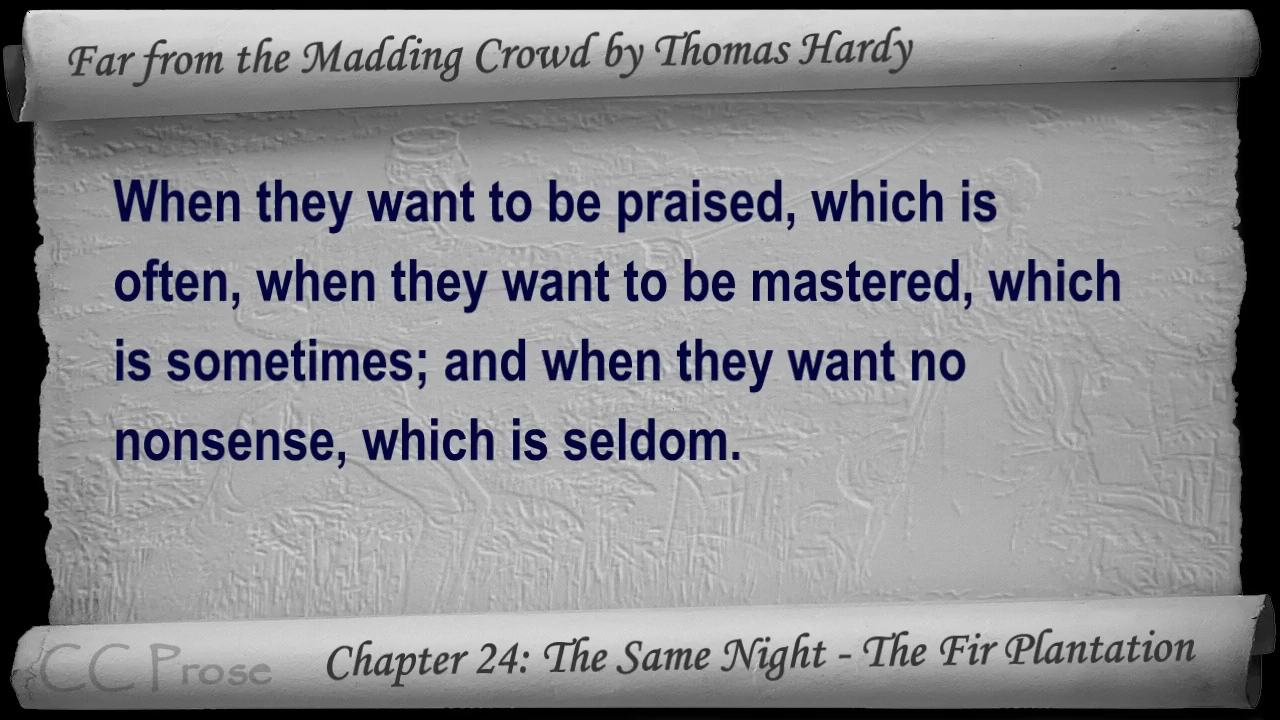 Far from the Madding Crowd by Thomas Hardy
When they want to be praised, which is
often, when they want to be mastered, which
is sometimes; and when they want no
nonsense, which is seldom.
CC Prose
Chapter 24: The Same Night - The Fir Plantation